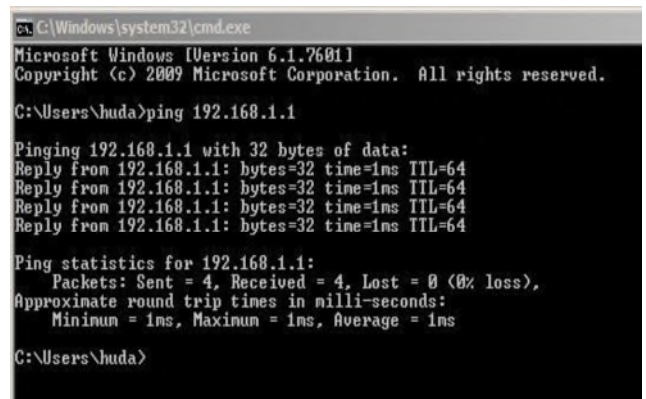 C:\Windows\system32\cmd.exe
Microsoft Windows [Version 6.1.7601]
Copyright (c) 2009 Microsoft Corporation.  All rights reserved.
C:\Users\huda>ping 192.168.1.1
Pinging 192.168.1.1 with 32 bytes of data:
Reply from 192.168.1.1: bytes=32 time=1ms TTL=64
Reply from 192.168.1.1: bytes=32 time=1ms TTL=64
Reply from 192.168.1.1: bytes=32 time=1ms TTL=64
Reply from 192.168.1.1: bytes=32 time=1ms TTL=64
Ping statistics for 192.168.1.1:
    Packets: Sent = 4, Received = 4, Lost = 0 (0% loss),
Approximate round trip times in milli-seconds:
    Minimum = 1ms, Maximum = 1ms, Average = 1ms
C:\Users\huda>